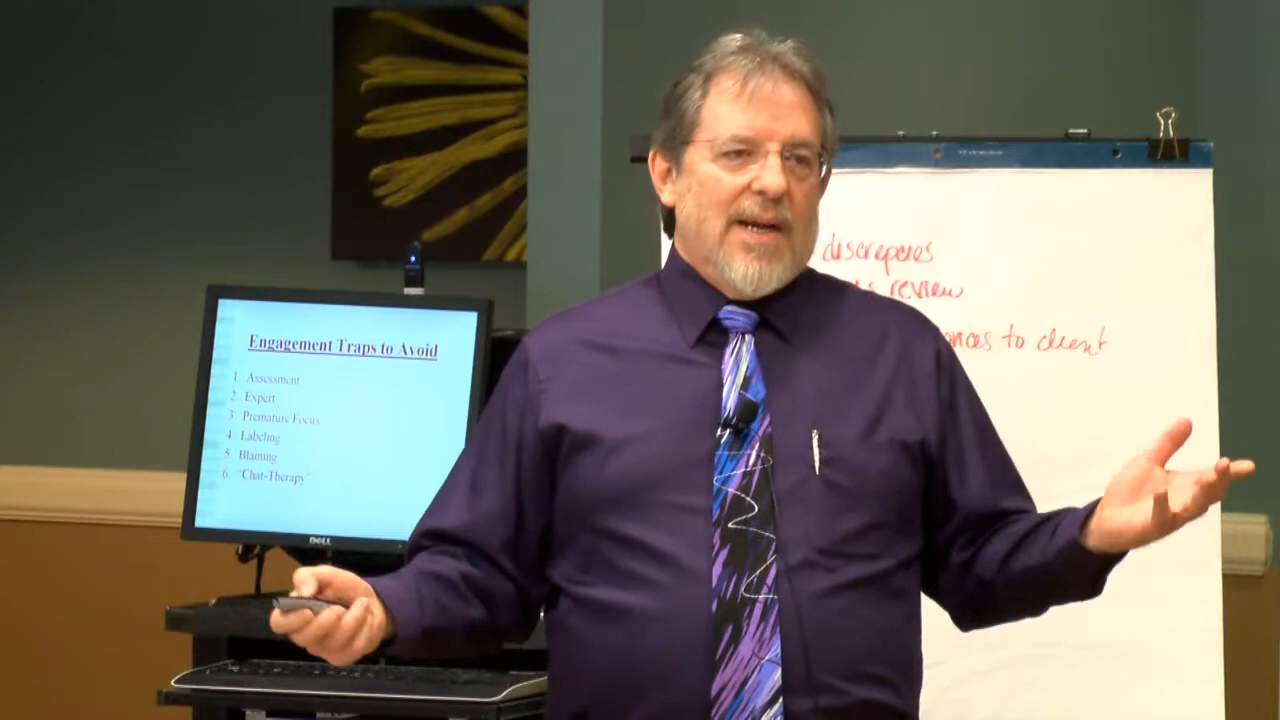 Engagement Traps to Avoid
1 Assessment
2 Expert
3 Premature Focus
4 Labeling
5 Blaming
6. "Chat-Therapy"
DELL
discrepcies
review
to client